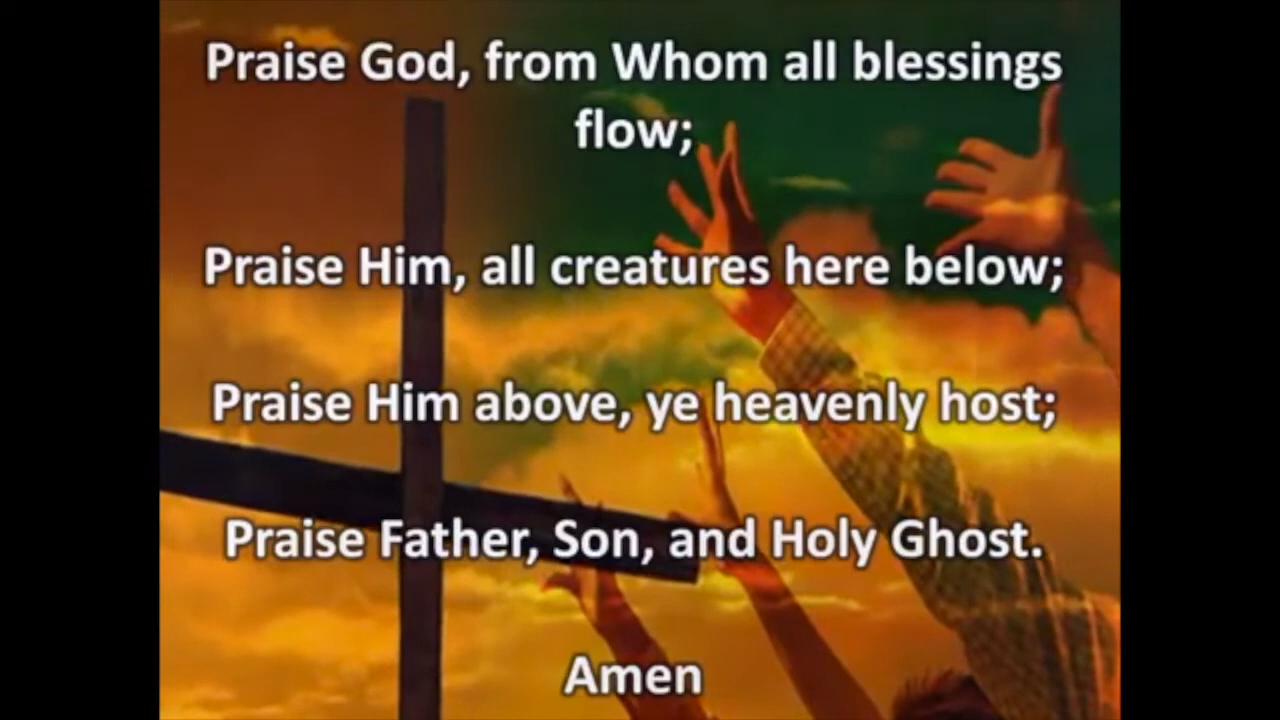 Praise God, from Whom all blessings
flow;
Praise Him, all creatures here below;
Praise Him above, ye heavenly host;
Praise Father, Son, and Holy Ghost.
Amen